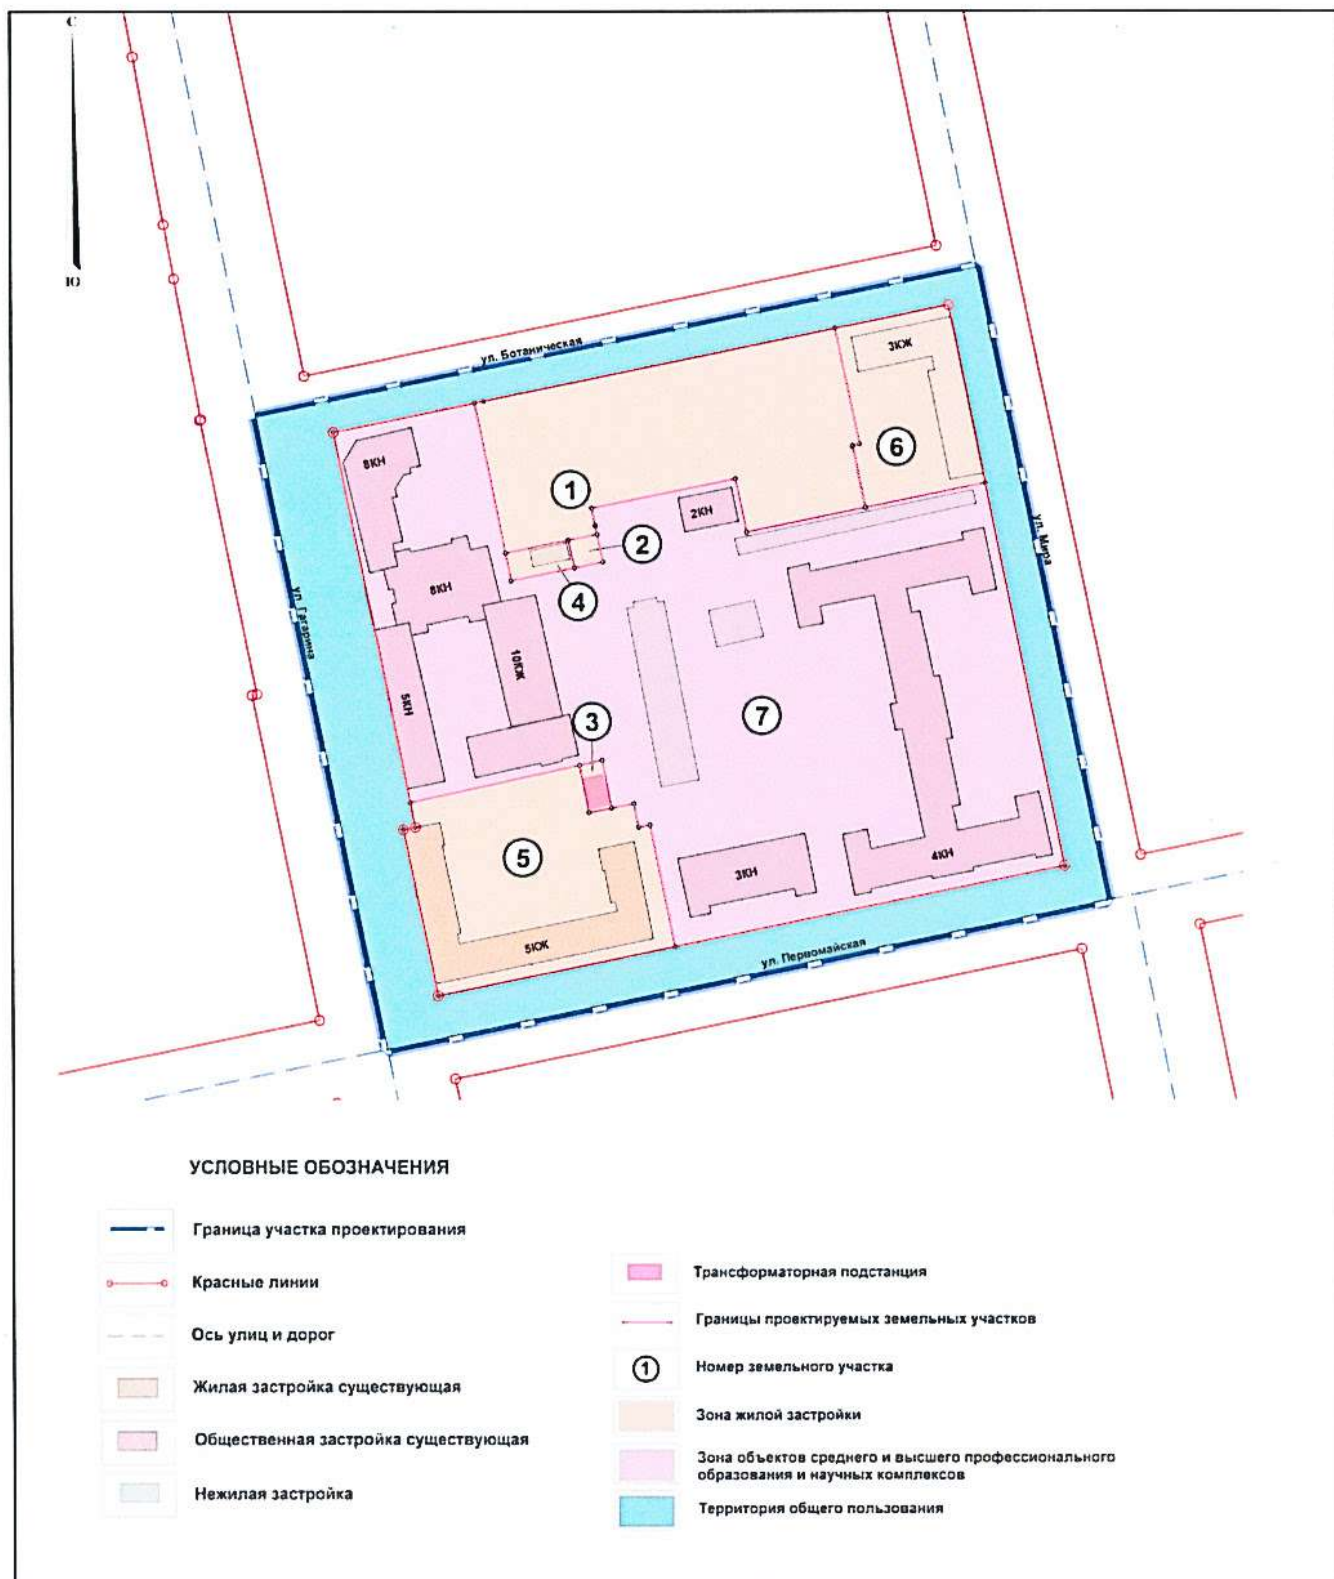 С
Ю
ул. Ботаническая
3КЖ
8КН
6
1
2КН
2
ул. Мира
8КН
4
ул. Гагарина
10КЖ
5КН
3
7
5
3КН
4КН
5КЖ
ул. Первомайская
УСЛОВНЫЕ ОБОЗНАЧЕНИЯ
Граница участка проектирования
Красные линии
Ось улиц и дорог
Жилая застройка существующая
Общественная застройка существующая
Нежилая застройка
Трансформаторная подстанция
Границы проектируемых земельных участков
1
Номер земельного участка
Зона жилой застройки
Зона объектов среднего и высшего профессионального
образования и научных комплексов
Территория общего пользования